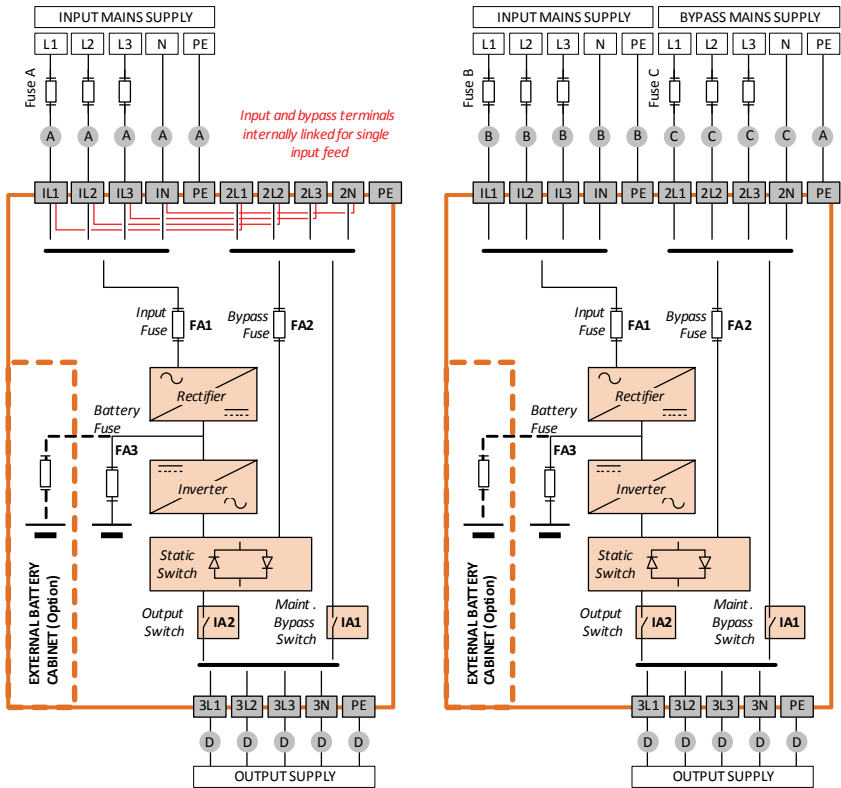 INPUT MAINS SUPPLY
L1 L2 L3 N PE
Fuse A
A A A A A
Input and bypass terminals
internally linked for single
input feed
IL1 IL2 IL3 IN PE 2L1 2L2 2L3 2N PE
Input
Fuse
FA1
Bypass
Fuse
FA2
Rectifier
Battery
Fuse
FA3
Inverter
Static
Switch
EXTERNAL BATTERY
CABINET (Option)
Output
Switch
IA2
Maint.
Bypass
Switch
IA1
3L1 3L2 3L3 3N PE
D D D D D
OUTPUT SUPPLY
INPUT MAINS SUPPLY
BYPASS MAINS SUPPLY
L1 L2 L3 N PE L1 L2 L3 N PE
Fuse B
Fuse C
B B B B B C C C C A
IL1 IL2 IL3 IN PE 2L1 2L2 2L3 2N PE
Input
Fuse
FA1
Bypass
Fuse
FA2
Rectifier
Battery
Fuse
FA3
Inverter
Static
Switch
EXTERNAL BATTERY
CABINET (Option)
Output
Switch
IA2
Maint.
Bypass
Switch
IA1
3L1 3L2 3L3 3N PE
D D D D D
OUTPUT SUPPLY